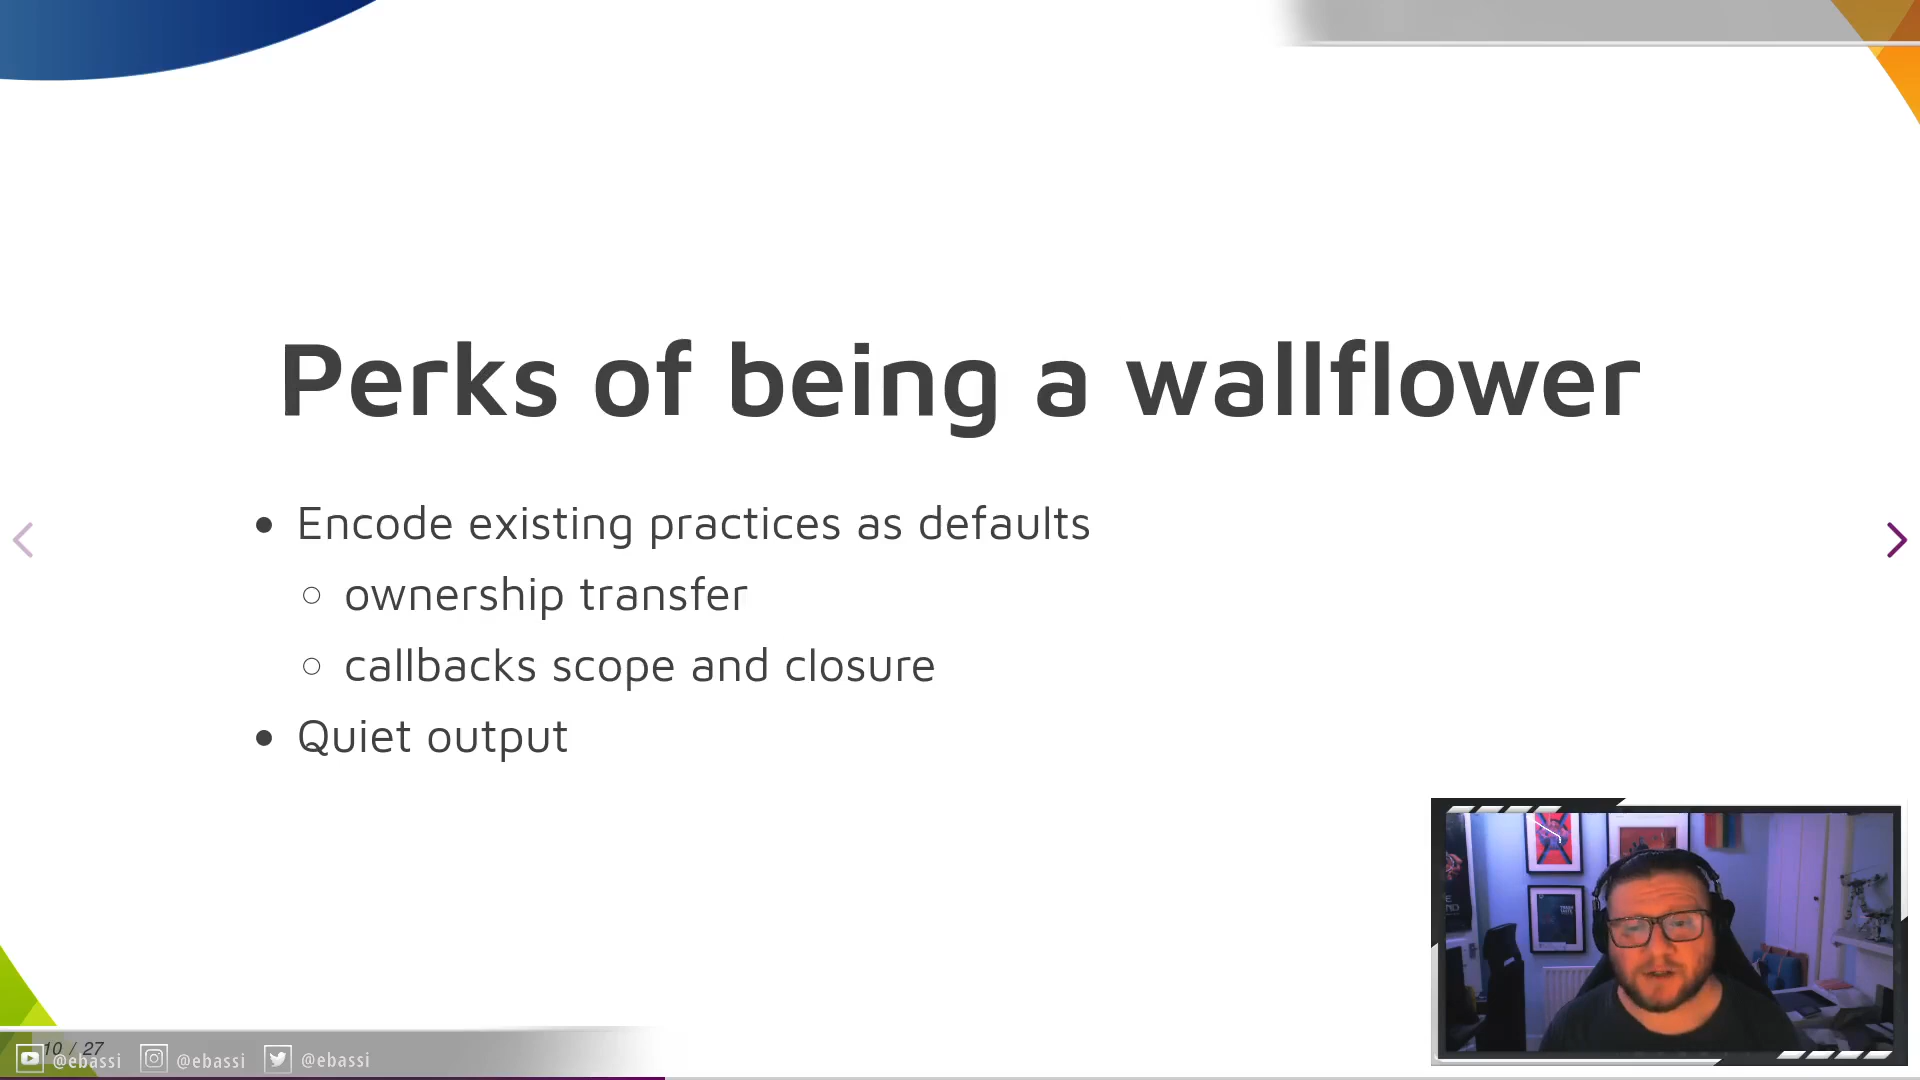 Perks of being a wallflower
Encode existing practices as defaults
ownership transfer
callbacks scope and closure
Quiet output
10 / 27
@ebassi
@ebassi
@ebassi